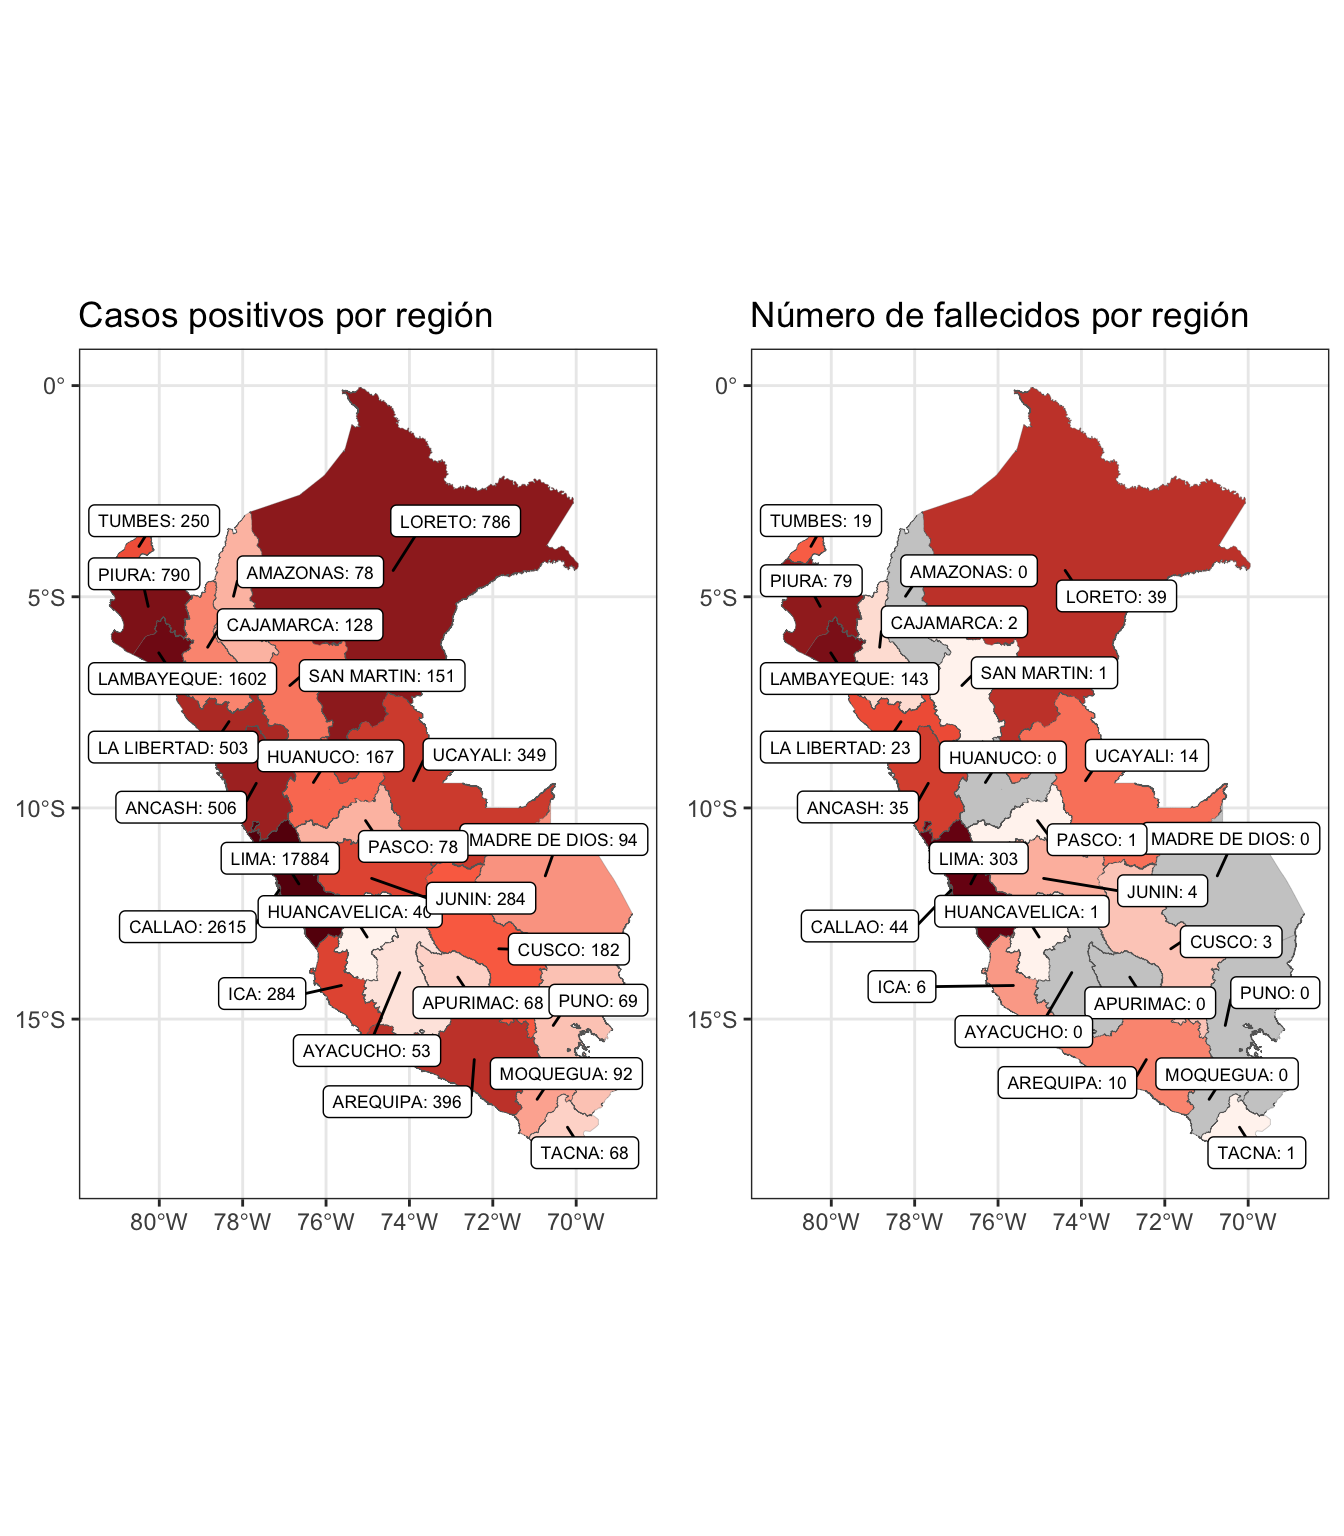 Casos positivos por región
0°
5°S
10°S
15°S
TUMBES: 250
LORETO: 786
PIURA: 790
AMAZONAS: 78
CAJAMARCA: 128
LAMBAYEQUE: 1602
SAN MARTIN: 151
LA LIBERTAD: 503
HUANUCO: 167
UCAYALI: 349
ANCASH: 506
MADRE DE DIOS: 94
PASCO: 78
LIMA: 17884
JUNIN: 284
HUANCAVELICA: 40
CALLAO: 2615
CUSCO: 182
ICA: 284
APURIMAC: 68
PUNO: 69
AYACUCHO: 53
MOQUEGUA: 92
AREQUIPA: 396
TACNA: 68
80°W 78°W 76°W 74°W 72°W 70°W
Número de fallecidos por región
0°
5°S
10°S
15°S
TUMBES: 19
PIURA: 79
AMAZONAS: 0
LORETO: 39
CAJAMARCA: 2
LAMBAYEQUE: 143
SAN MARTIN: 1
LA LIBERTAD: 23
HUANUCO: 0
UCAYALI: 14
ANCASH: 35
PASCO: 1
MADRE DE DIOS: 0
LIMA: 303
JUNIN: 4
HUANCAVELICA: 1
CALLAO: 44
CUSCO: 3
ICA: 6
PUNO: 0
APURIMAC: 0
AYACUCHO: 0
MOQUEGUA: 0
AREQUIPA: 10
TACNA: 1
80°W 78°W 76°W 74°W 72°W 70°W